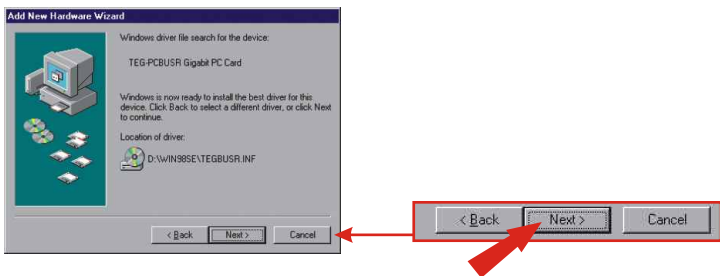 Add New Hardware Wizard
Windows driver file search for the device:
TEG-PCBUSR Gigabit PC Card
Windows is now ready to install the best driver for this
device. Click Back to select a different driver, or click Next
to continue.
Location of driver:
D:\WIN98SE\TEGBUSR.INF
< Back Next > Cancel
< Back Next > Cancel